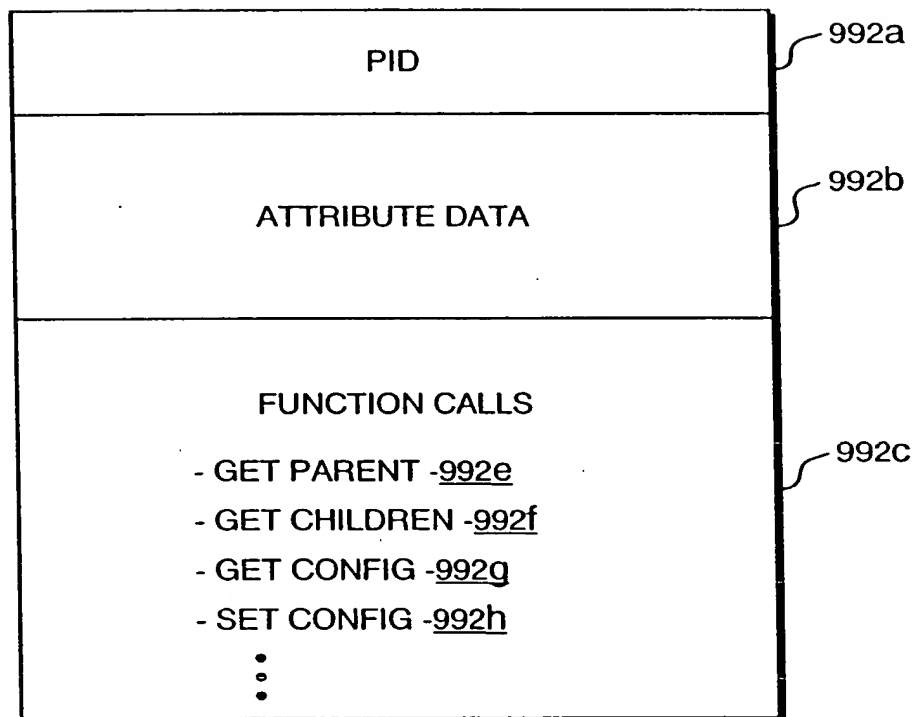 PID
992a
ATTRIBUTE DATA
992b
FUNCTION CALLS
- GET PARENT -992e
- GET CHILDREN -992f
- GET CONFIG -992g
- SET CONFIG -992h
992c